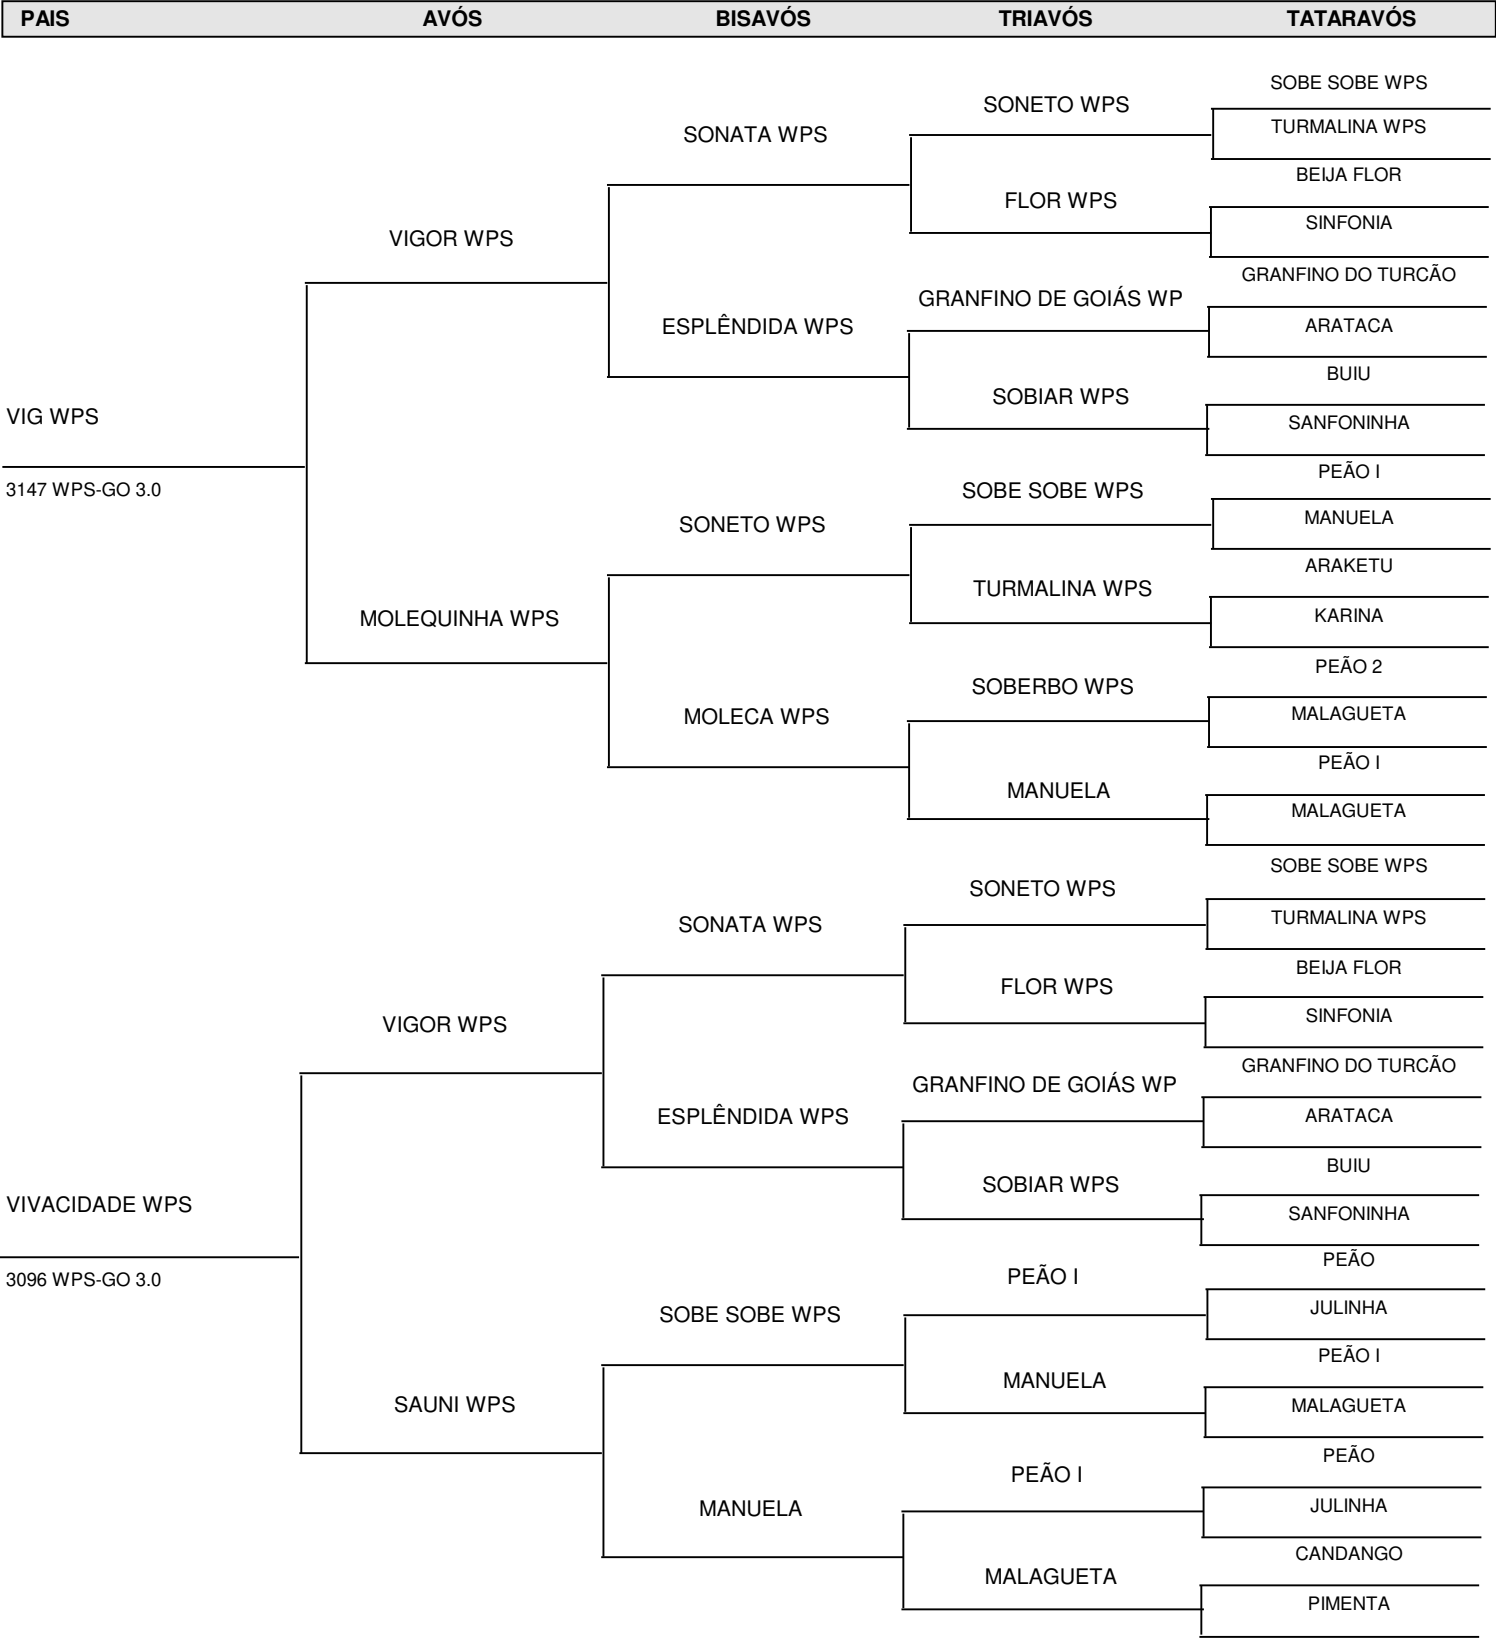 PAIS AVÓS BISAVÓS TRIAVÓS TATARAVÓS
SOBE SOBE WPS
SONETO WPS
TURMALINA WPS
SONATA WPS
BEIJA FLOR
FLOR WPS
SINFONIA
VIGOR WPS
GRANFINO DO TURCÃO
GRANFINO DE GOIÁS WP
ARATACA
ESPLÊNDIDA WPS
BUIU
SOBIAR WPS
SANFONINHA
VIG WPS
3147 WPS-GO 3.0
PEÃO I
SOBE SOBE WPS
MANUELA
SONETO WPS
ARAKETU
TURMALINA WPS
KARINA
MOLEQUINHA WPS
PEÃO 2
SOBERBO WPS
MALAGUETA
MOLECA WPS
PEÃO I
MANUELA
MALAGUETA
SOBE SOBE WPS
SONETO WPS
TURMALINA WPS
SONATA WPS
BEIJA FLOR
FLOR WPS
SINFONIA
VIGOR WPS
GRANFINO DO TURCÃO
GRANFINO DE GOIÁS WP
ARATACA
ESPLÊNDIDA WPS
BUIU
SOBIAR WPS
SANFONINHA
VIVACIDADE WPS
3096 WPS-GO 3.0
PEÃO
PEÃO I
JULINHA
SOBE SOBE WPS
PEÃO I
MANUELA
MALAGUETA
SAUNI WPS
PEÃO
PEÃO I
JULINHA
MANUELA
CANDANGO
MALAGUETA
PIMENTA